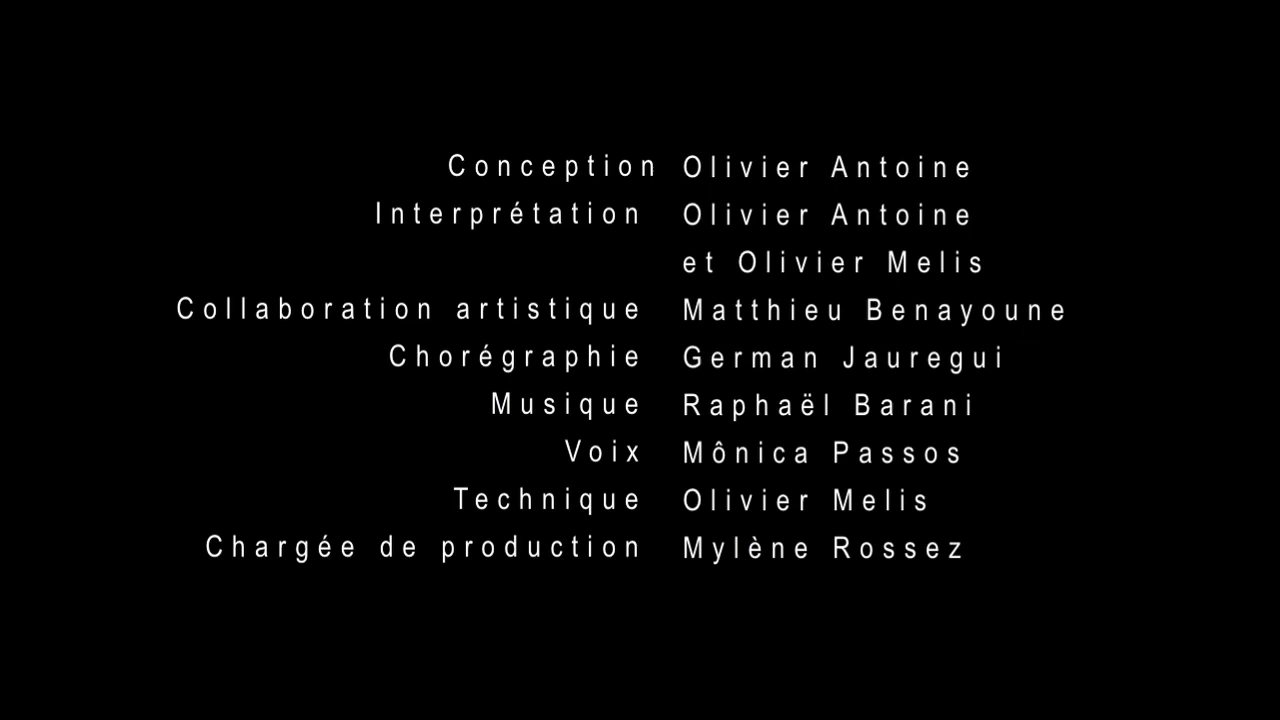 Conception Olivier Antoine
Interprétation Olivier Antoine
et Olivier Melis
Collaboration artistique Matthieu Benayoune
Chorégraphie German Jauregui
Musique Raphaël Barani
Voix Mônica Passos
Technique Olivier Melis
Chargée de production Mylène Rossez